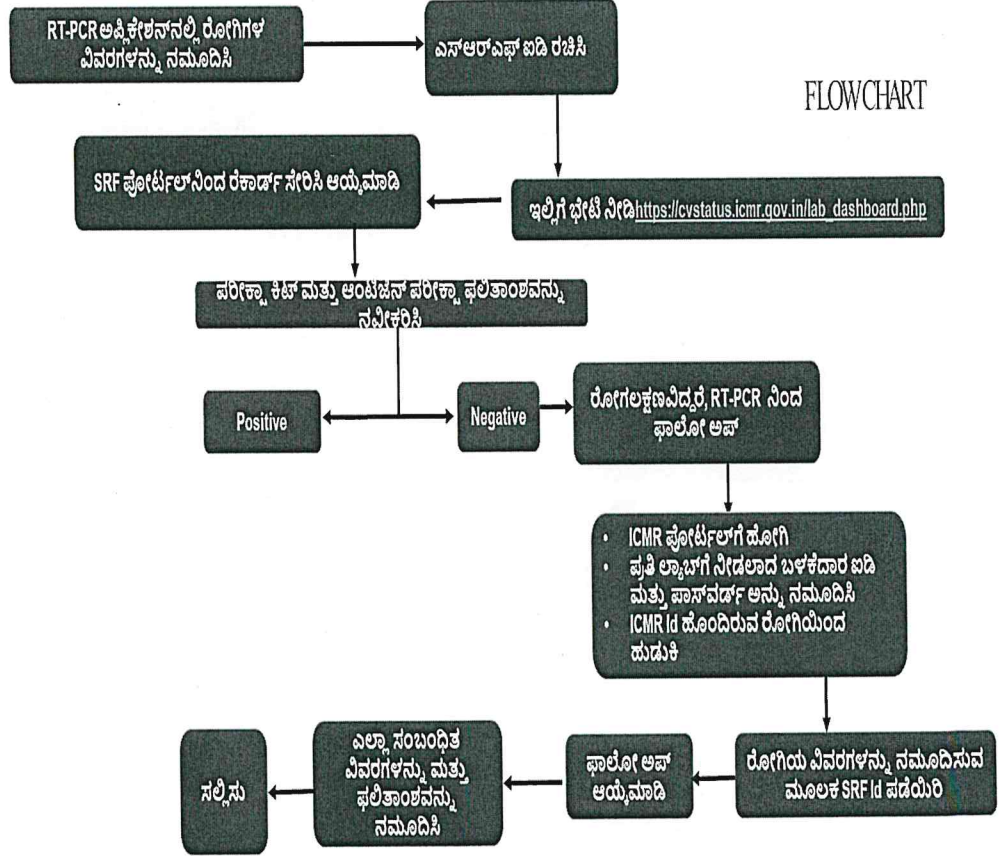 RT-PCR ಅಪ್ಲಿಕೇಶನ್‌ನಲ್ಲಿ ರೋಗಿಗಳ
ವಿವರಗಳನ್ನು ನಮೂದಿಸಿ
ಎಸ್ಆರ್ಎಫ್ ಐಡಿ ರಚಿಸಿ
FLOWCHART
SRF ಪೋರ್ಟಲ್‌ನಿಂದ ರೆಕಾರ್ಡ್ ಸೇರಿಸಿ ಆಯ್ಕೆಮಾಡಿ
ಇಲ್ಲಿಗೆ ಭೇಟಿ ನೀಡಿhttps://cvstatus.icmr.gov.in/lab_dashboard.php
ಪರೀಕ್ಷಾ ಕಿಟ್ ಮತ್ತು ಆಂಟಿಜನ್ ಪರೀಕ್ಷಾ ಫಲಿತಾಂಶವನ್ನು
ನವೀಕರಿಸಿ
Positive
Negative
ರೋಗಲಕ್ಷಣವಿದ್ದರೆ, RT-PCR ನಿಂದ
ಫಾಲೋ ಅಪ್
• ICMR ಪೋರ್ಟಲ್‌ಗೆ ಹೋಗಿ
• ಪ್ರತಿ ಲ್ಯಾಬ್‌ಗೆ ನೀಡಲಾದ ಬಳಕೆದಾರ ಐಡಿ
ಮತ್ತು ಪಾಸ್‌ವರ್ಡ್ ಅನ್ನು ನಮೂದಿಸಿ
• ICMR Id ಹೊಂದಿರುವ ರೋಗಿಯಿಂದ
ಹುಡುಕಿ
ರೋಗಿಯ ವಿವರಗಳನ್ನು ನಮೂದಿಸುವ
ಮೂಲಕ SRF Id ಪಡೆಯಿರಿ
ಫಾಲೋ ಅಪ್
ಆಯ್ಕೆಮಾಡಿ
ಎಲ್ಲಾ ಸಂಬಂಧಿತ
ವಿವರಗಳನ್ನು ಮತ್ತು
ಫಲಿತಾಂಶವನ್ನು
ನಮೂದಿಸಿ
ಸಲ್ಲಿಸು